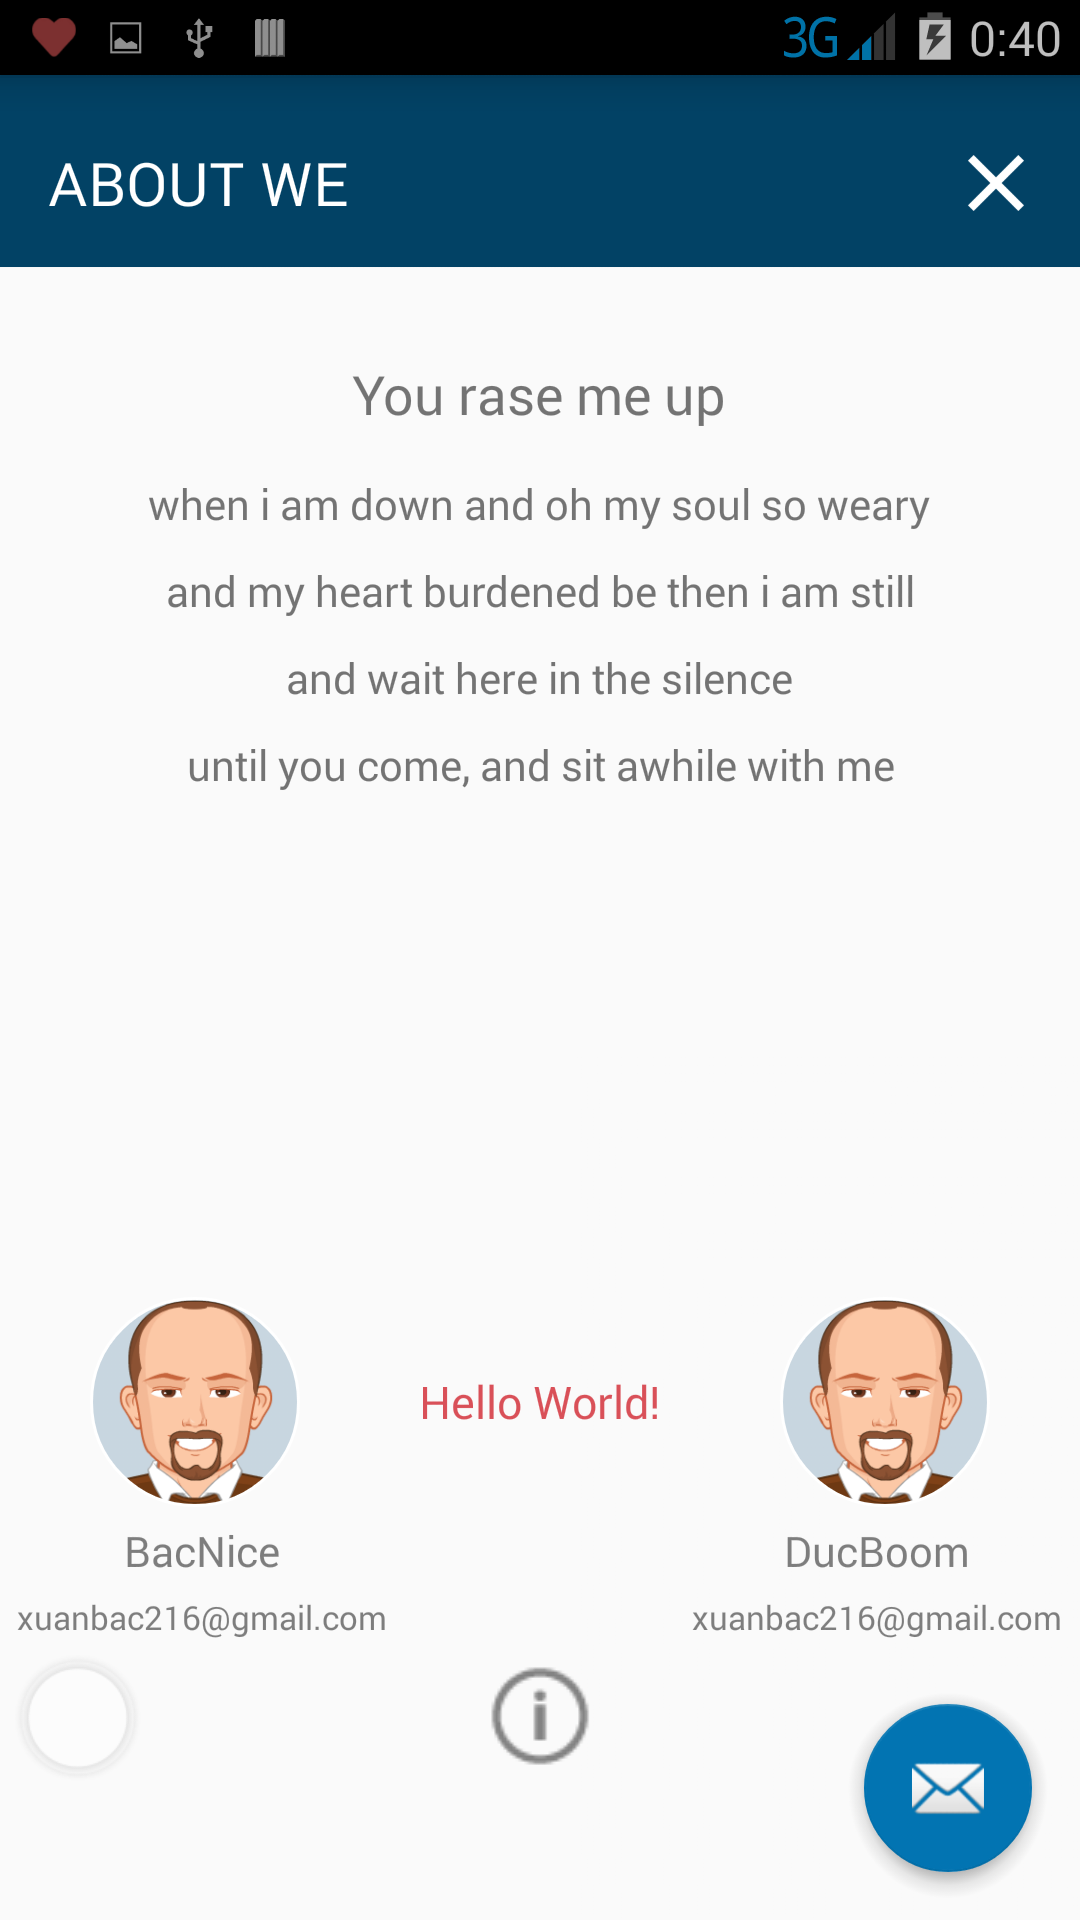 3G 0:40
ABOUT WE
You rase me up
when i am down and oh my soul so weary
and my heart burdened be then i am still
and wait here in the silence
until you come, and sit awhile with me
Hello World!
BacNice DucBoom
xuanbac216@gmail.com xuanbac216@gmail.com